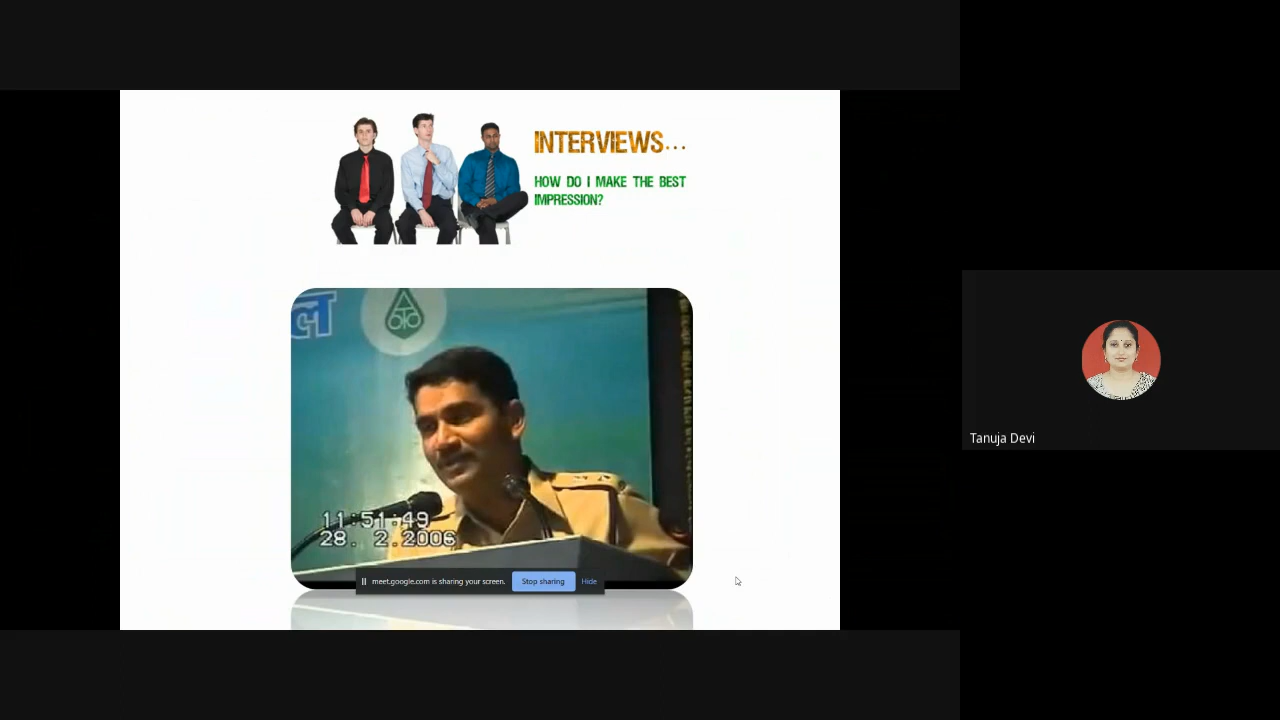 INTERVIEWS...
HOW DO I MAKE THE BEST
IMPRESSION?
ल
11:51:49
28. 2.2006
meet.google.com is sharing your screen.
Stop sharing
Hide
Tanuja Devi